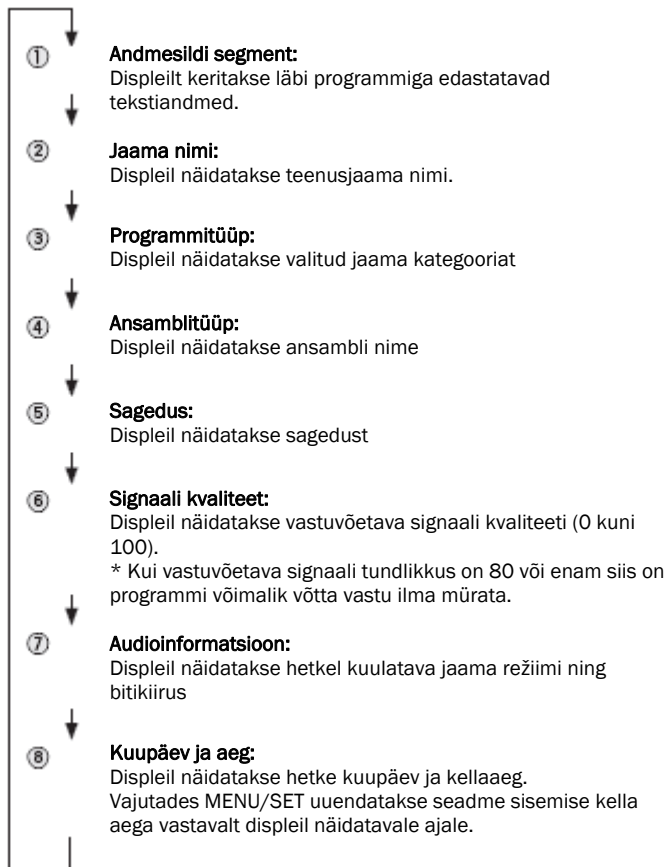 ① Andmesildi segment:
Displeilt keritakse läbi programmiga edastatavad
tekstiandmed.
② Jaama nimi:
Displeil näidatakse teenusjaama nimi.
③ Programmitüüp:
Displeil näidatakse valitud jaama kategooriat
④ Ansamblitüüp:
Displeil näidatakse ansambli nime
⑤ Sagedus:
Displeil näidatakse sagedust
⑥ Signaali kvaliteet:
Displeil näidatakse vastuvõetava signaali kvaliteeti (0 kuni
100).
* Kui vastuvõetava signaali tundlikkus on 80 või enam siis on
programmi võimalik võtta vastu ilma mürata.
⑦ Audioinformatsioon:
Displeil näidatakse hetkel kuulatava jaama režiimi ning
bitikiirus
⑧ Kuupäev ja aeg:
Displeil näidatakse hetke kuupäev ja kellaaeg.
Vajutades MENU/SET uuendatakse seadme sisemise kella
aega vastavalt displeil näidatavale ajale.